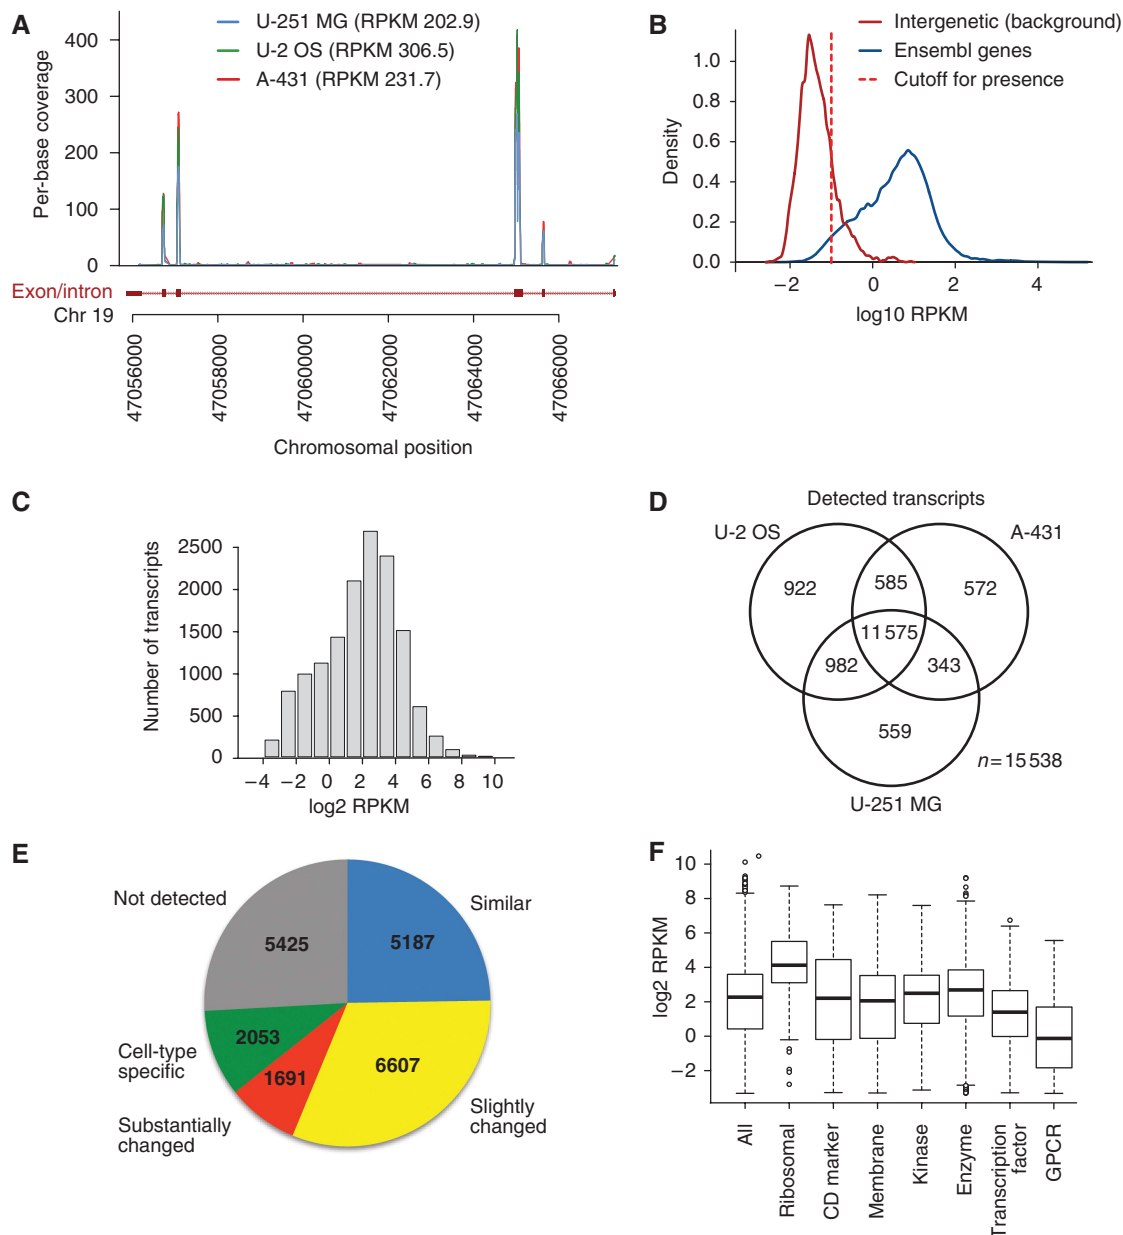 A
U-251 MG (RPKM 202.9)
U-2 OS (RPKM 306.5)
A-431 (RPKM 231.7)
Per-base coverage
400
300
200
100
0
Exon/intron
Chr 19
47056000
47058000
47060000
47062000
47064000
47066000
Chromosomal position
B
Intergenetic (background)
Ensembl genes
Cutoff for presence
Density
1.0
0.8
0.6
0.4
0.2
0.0
−2
0
2
4
log10 RPKM
C
Number of transcripts
2500
2000
1500
1000
500
0
−4
−2
0
2
4
6
8
10
log2 RPKM
D
Detected transcripts
U-2 OS
A-431
922
585
572
11 575
982
343
559
n=15 538
U-251 MG
E
Not detected
Similar
5425
5187
2053
1691
6607
Cell-type
specific
Substantially
changed
Slightly
changed
F
log2 RPKM
10
8
6
4
2
0
−2
All
Ribosomal
CD marker
Membrane
Kinase
Enzyme
Transcription
factor
GPCR